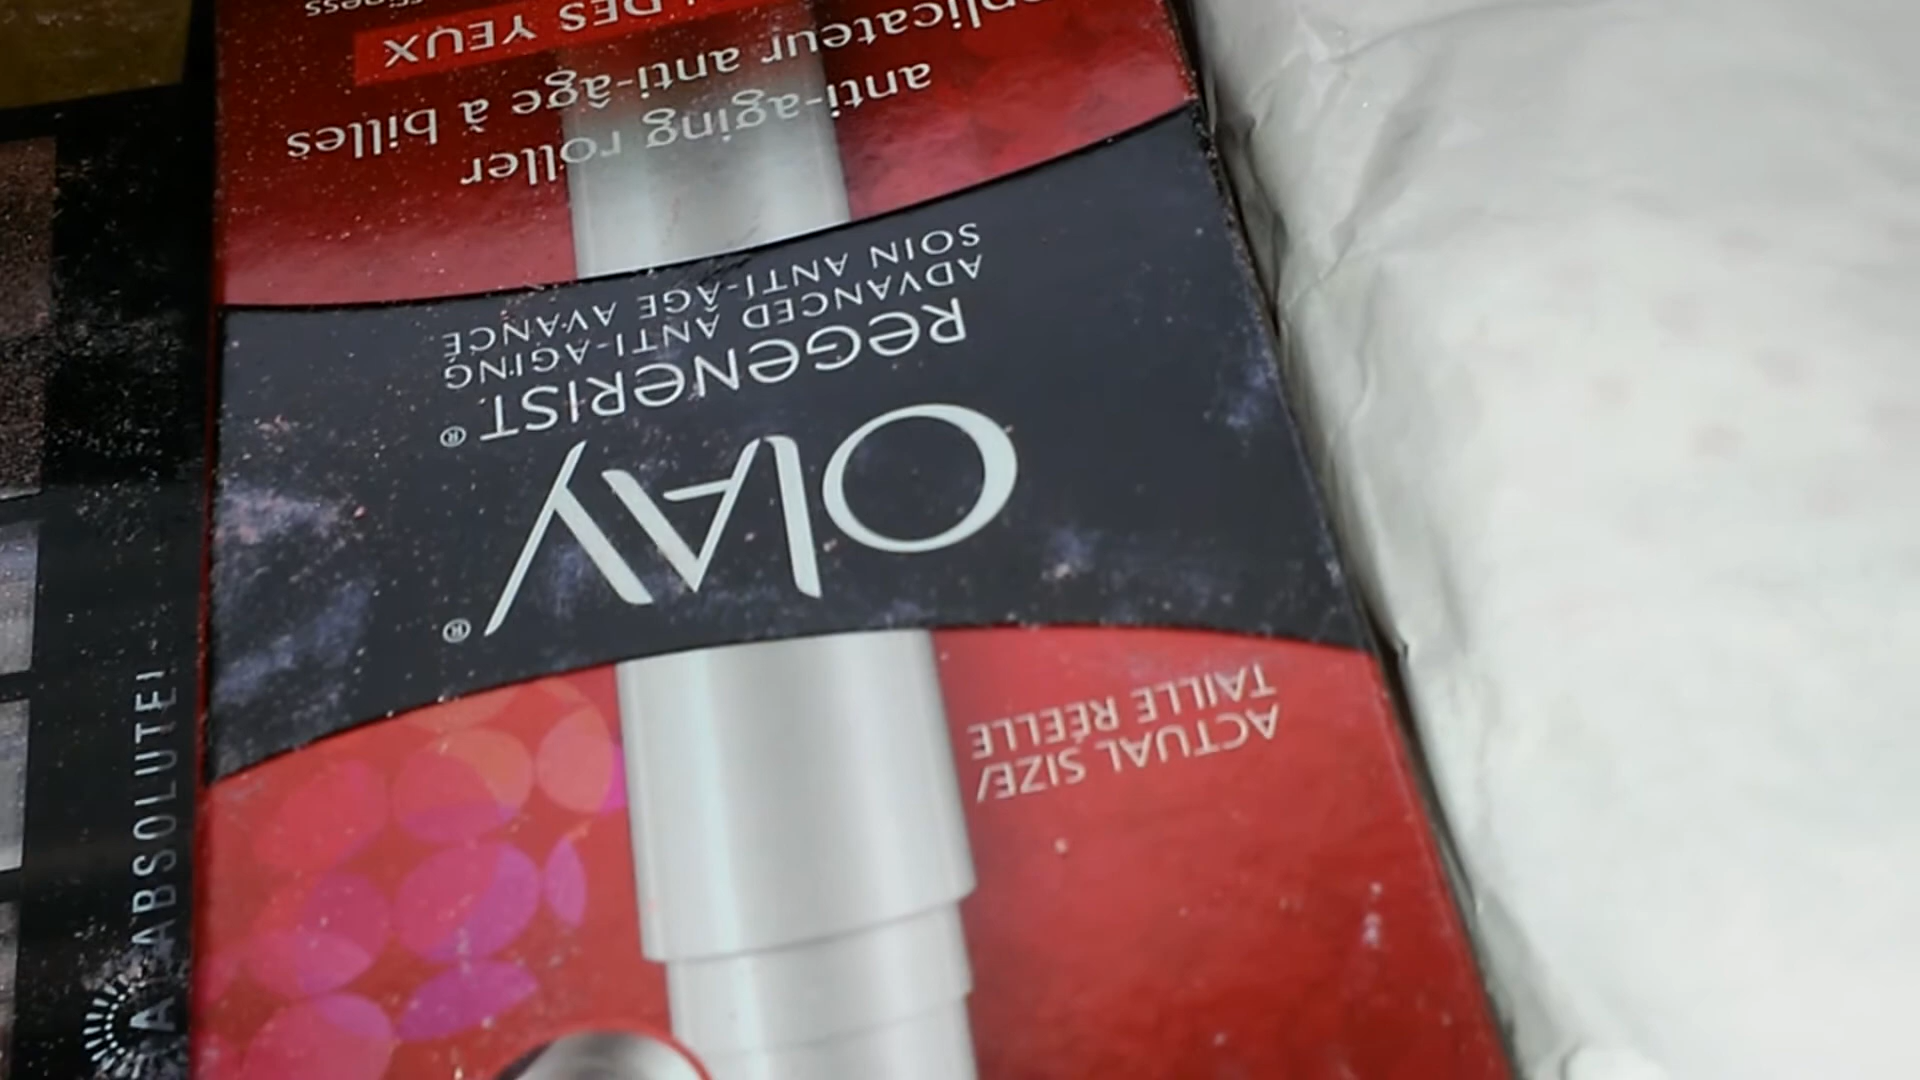 ACTUAL SIZE/
TAILLE RÉELLE
OLAY®
REGENERIST®
ADVANCED ANTI-AGING
SOIN ANTI-ÂGE AVANCÉ
anti-aging roller
anti-âge à billes
DES YEUX
ABSOLUTE